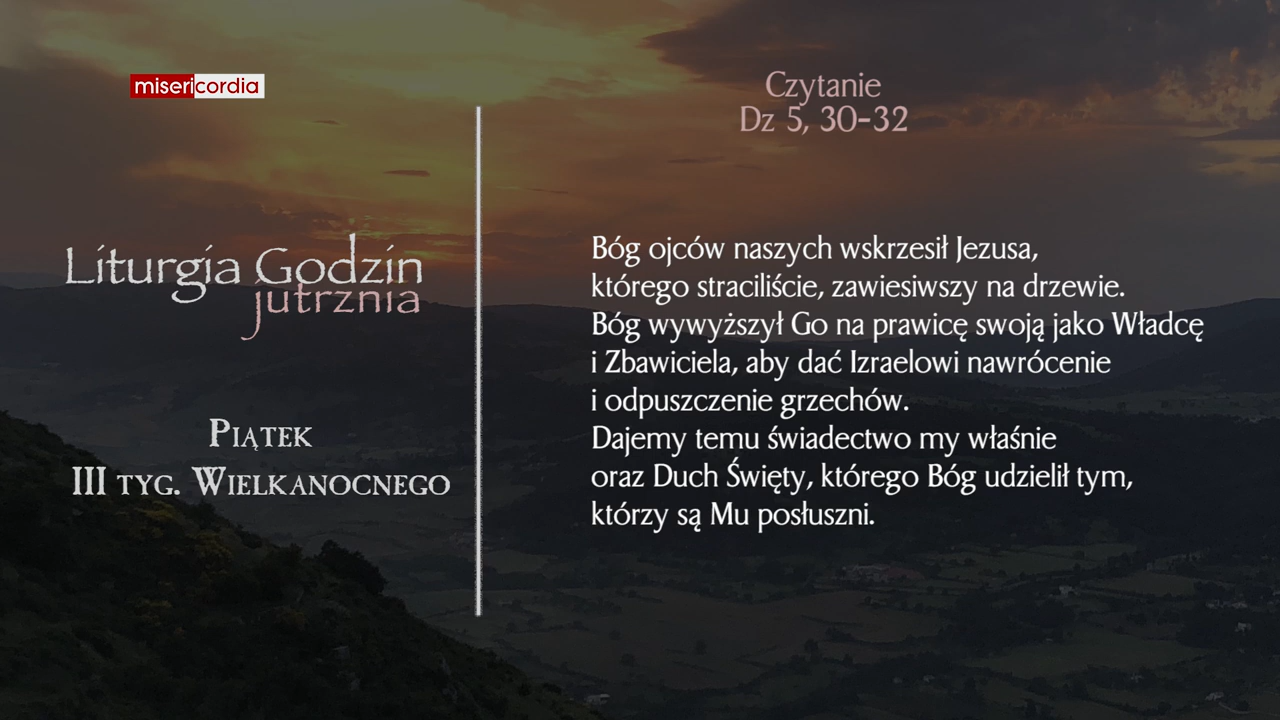 misericordia
Liturgia Godzin
jutrznia
Piątek
III tyg. Wielkanocnego
Czytanie
Dz 5, 30-32
Bóg ojców naszych wskrzesił Jezusa,
którego straciliście, zawiesiwszy na drzewie.
Bóg wywyższył Go na prawicę swoją jako Władcę
i Zbawiciela, aby dać Izraelowi nawrócenie
i odpuszczenie grzechów.
Dajemy temu świadectwo my właśnie
oraz Duch Święty, którego Bóg udzielił tym,
którzy są Mu posłuszni.